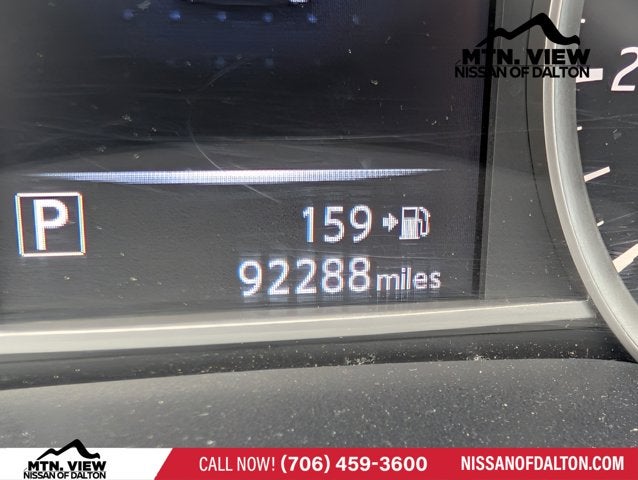 MTN. VIEW
NISSAN OF DALTON
2
P
159
92288 miles
MTN. VIEW
NISSAN OF DALTON
CALL NOW! (706) 459-3600
NISSANOFDALTON.COM